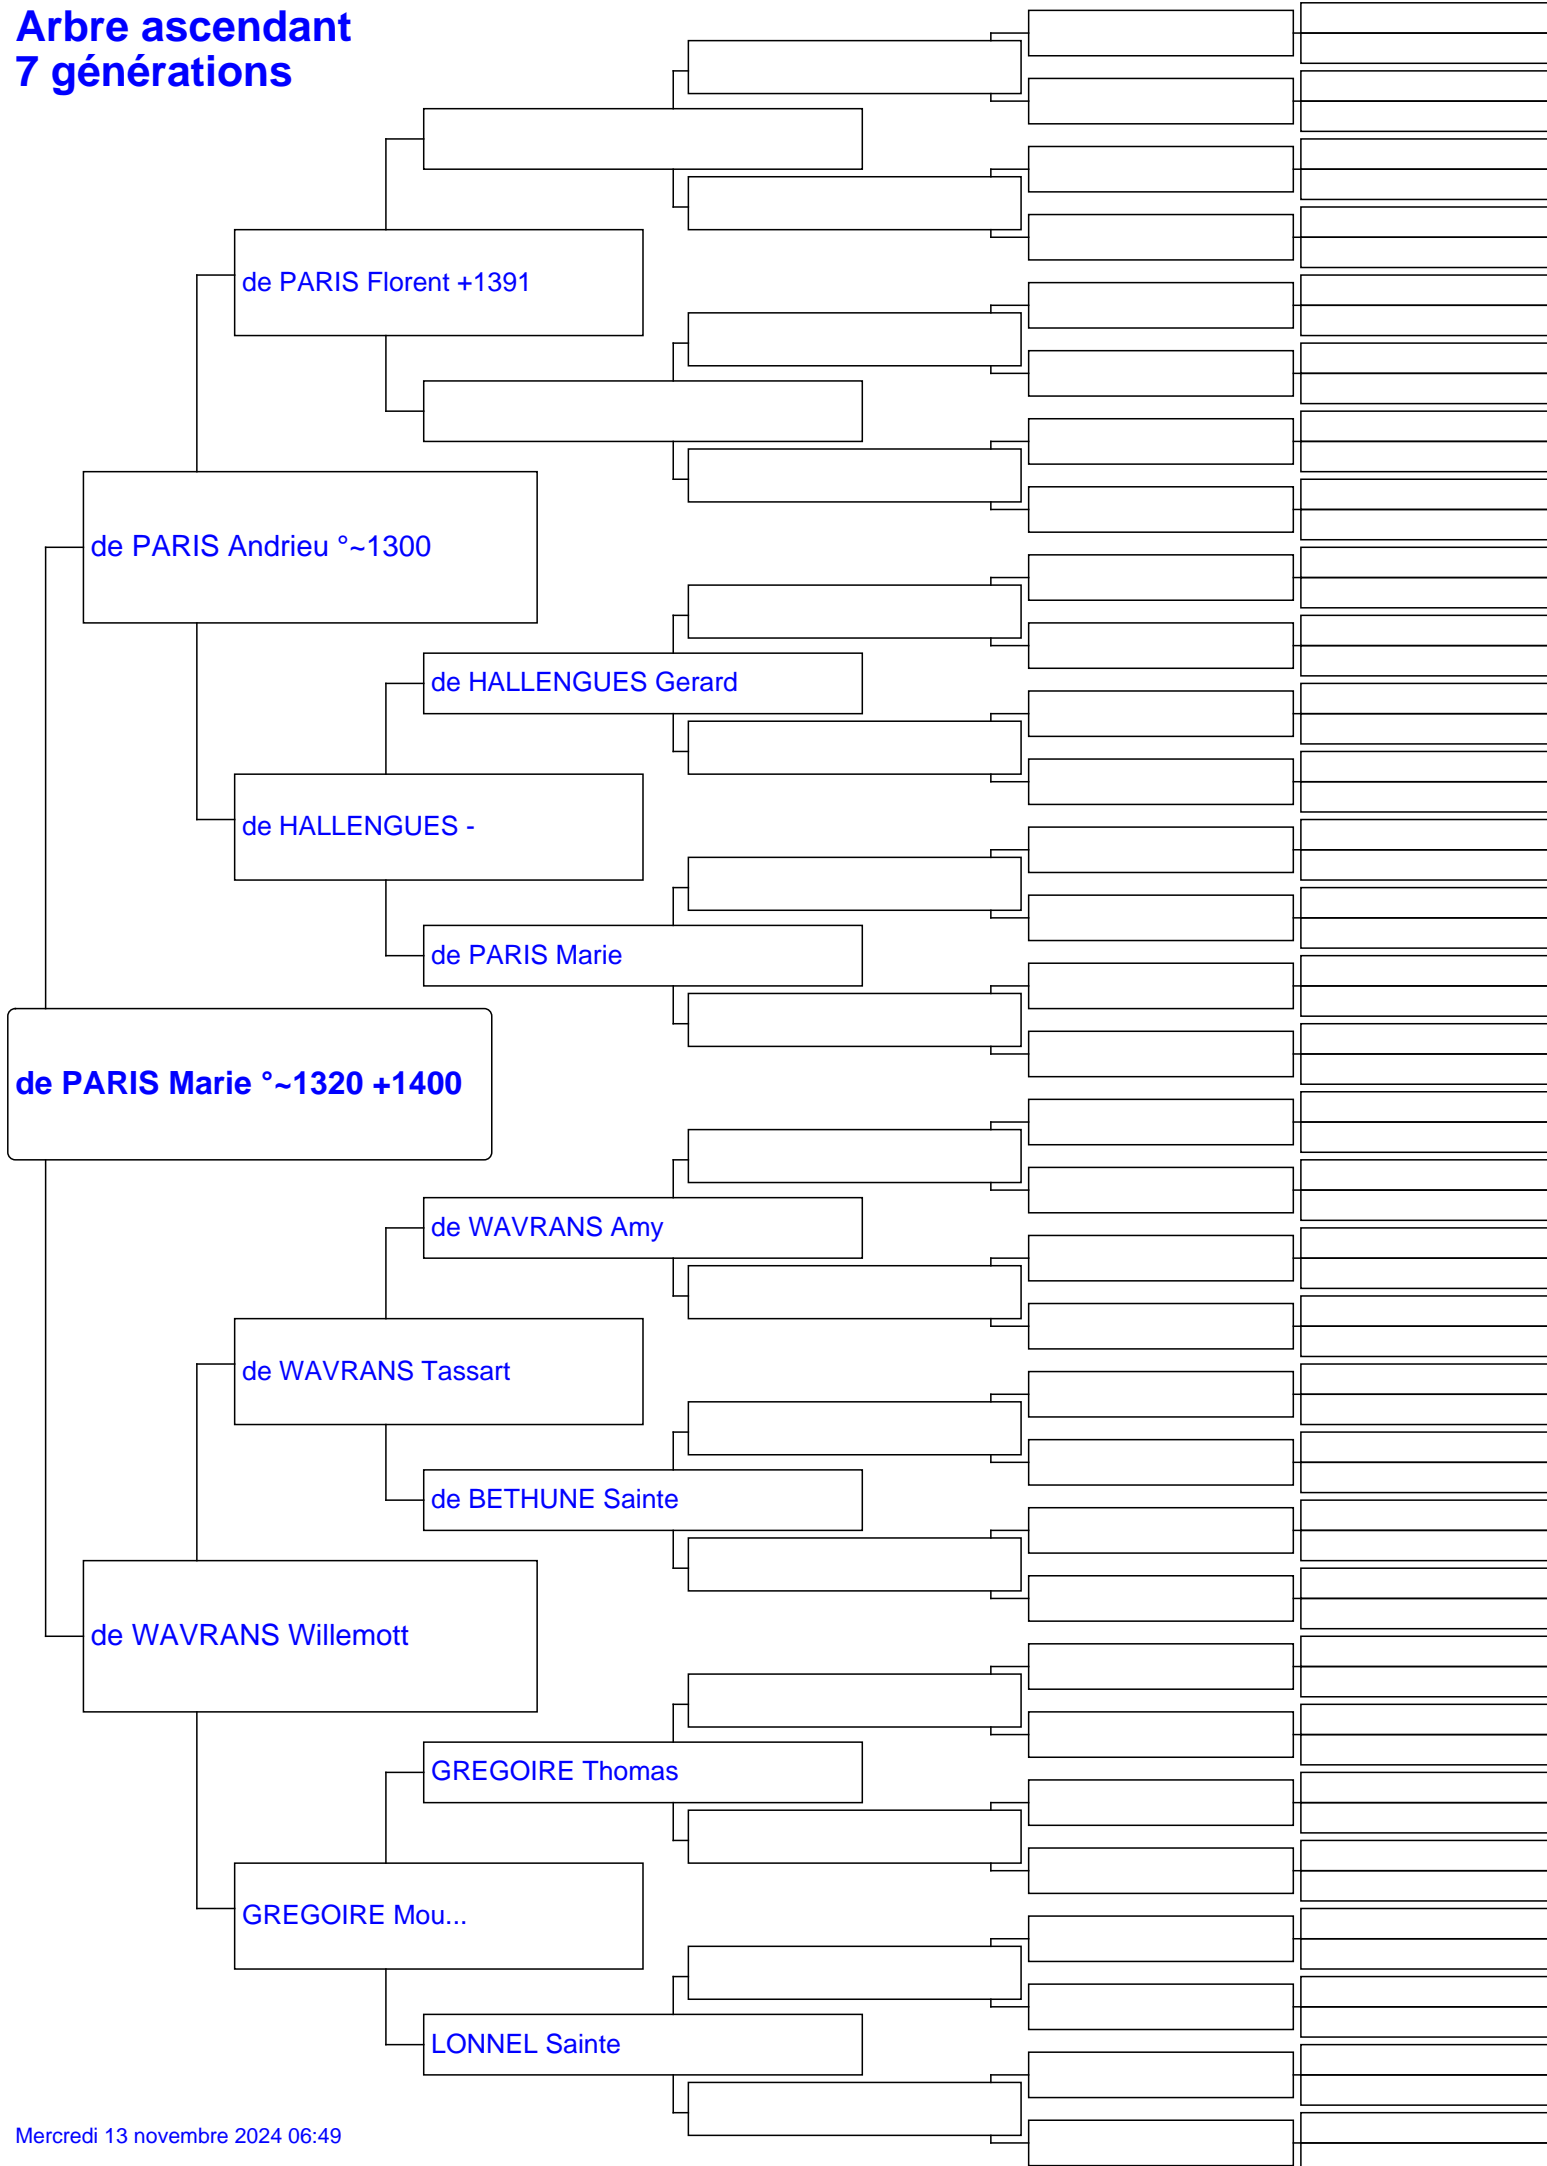 Arbre ascendant
7 générations
de PARIS Florent +1391
de PARIS Andrieu °~1300
de HALLENGUES Gerard
de HALLENGUES -
de PARIS Marie
de PARIS Marie °~1320 +1400
de WAVRANS Amy
de WAVRANS Tassart
de BETHUNE Sainte
de WAVRANS Willemott
GREGOIRE Thomas
GREGOIRE Mou...
LONNEL Sainte
Mercredi 13 novembre 2024 06:49